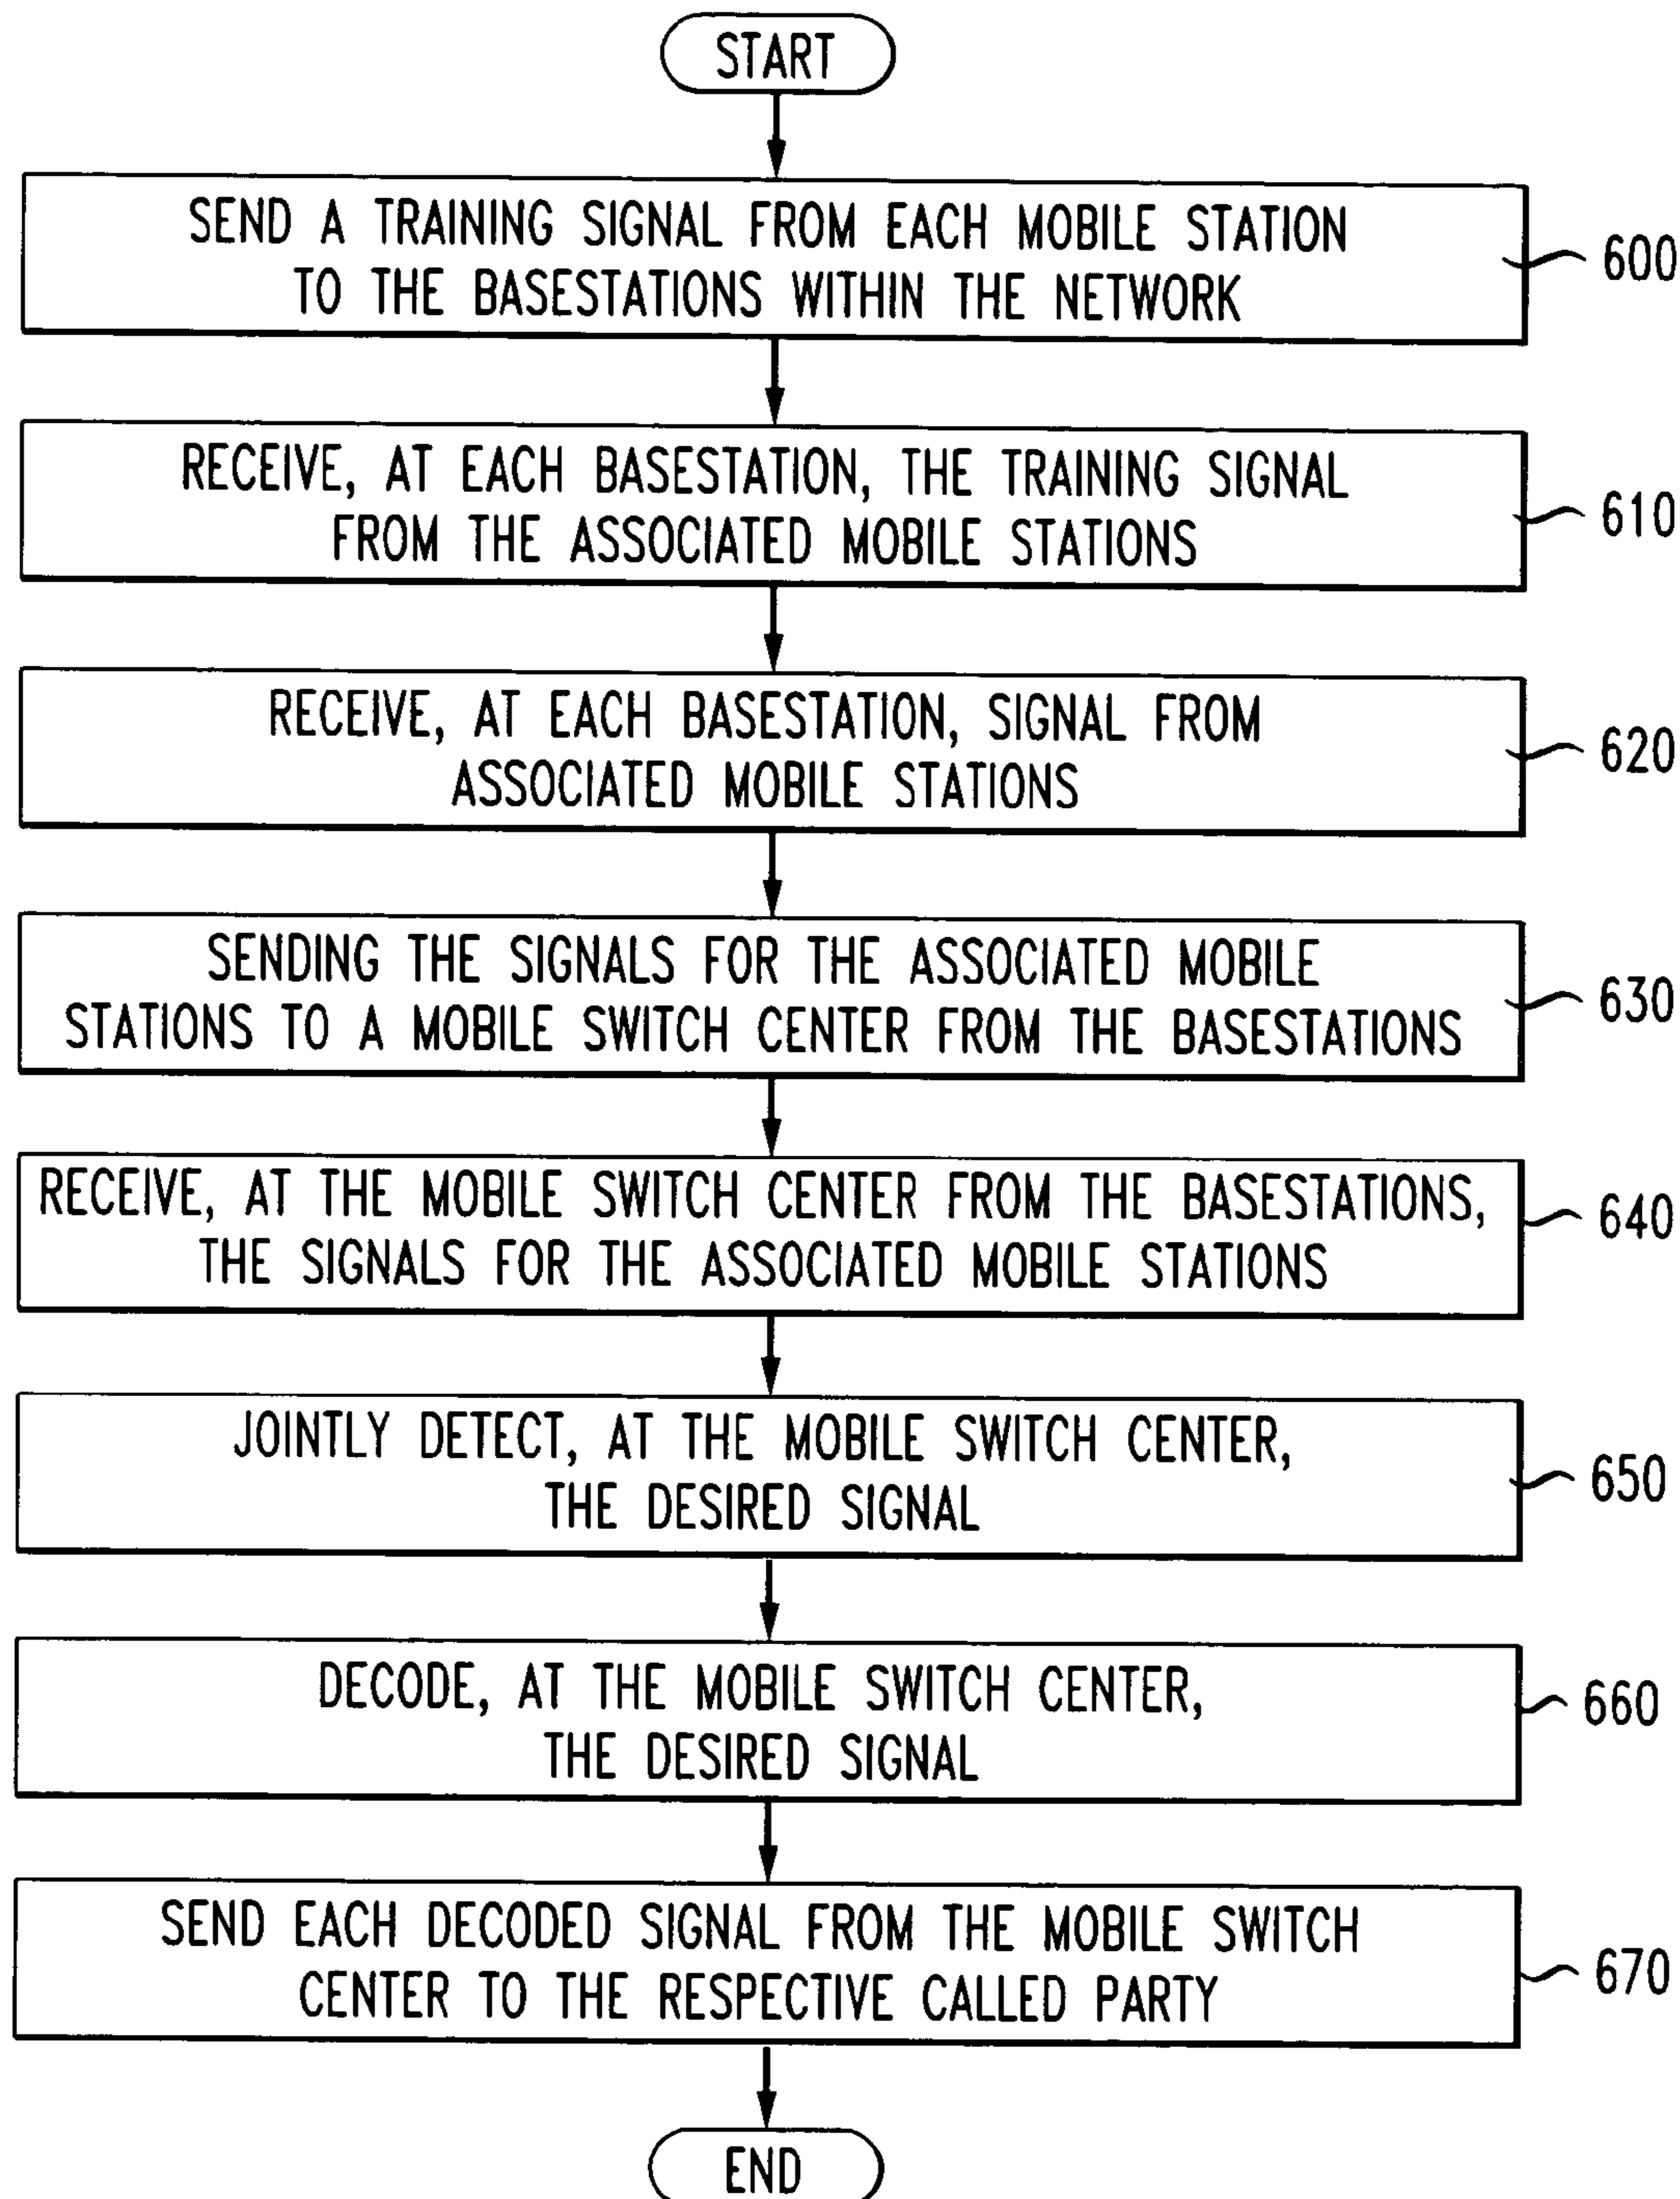 START
SEND A TRAINING SIGNAL FROM EACH MOBILE STATION
TO THE BASESTATIONS WITHIN THE NETWORK
600
RECEIVE, AT EACH BASESTATION, THE TRAINING SIGNAL
FROM THE ASSOCIATED MOBILE STATIONS
610
RECEIVE, AT EACH BASESTATION, SIGNAL FROM
ASSOCIATED MOBILE STATIONS
620
SENDING THE SIGNALS FOR THE ASSOCIATED MOBILE
STATIONS TO A MOBILE SWITCH CENTER FROM THE BASESTATIONS
630
RECEIVE, AT THE MOBILE SWITCH CENTER FROM THE BASESTATIONS,
THE SIGNALS FOR THE ASSOCIATED MOBILE STATIONS
640
JOINTLY DETECT, AT THE MOBILE SWITCH CENTER,
THE DESIRED SIGNAL
650
DECODE, AT THE MOBILE SWITCH CENTER,
THE DESIRED SIGNAL
660
SEND EACH DECODED SIGNAL FROM THE MOBILE SWITCH
CENTER TO THE RESPECTIVE CALLED PARTY
670
END